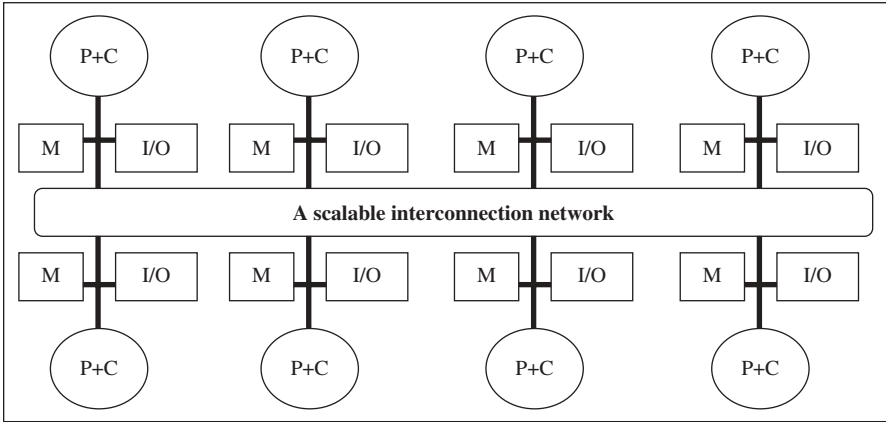 P+C P+C P+C P+C
M I/O M I/O M I/O M I/O
A scalable interconnection network
M I/O M I/O M I/O M I/O
P+C P+C P+C P+C